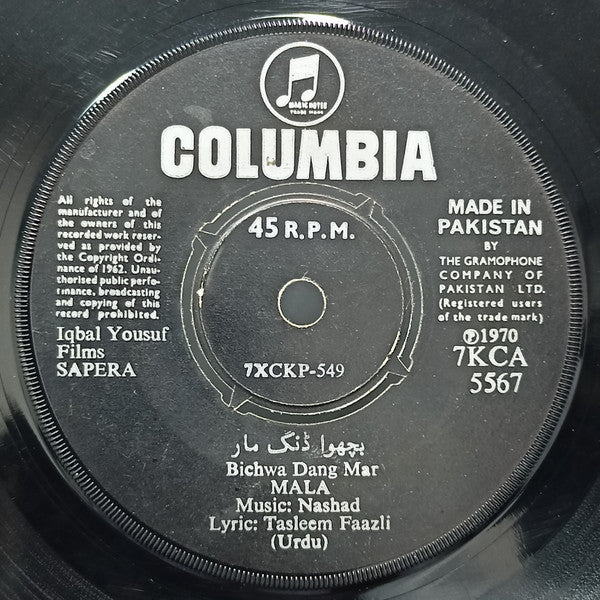 MAGIC NOTES
TRADE MARK
COLUMBIA
All rights of the
manufacturer and of
the owners of this
recorded work reser-
ved as provided by
the Copyright Ordi-
nance of 1962. Unau-
thorised public perfo-
rinance, broadcasting
and copying of this
record prohibited.
Iqbal Yousuf
Films
SAPERA
45 R.P.M.
MADE IN
PAKISTAN
BY
THE GRAMOPHONE
COMPANY OF
PAKISTAN LTD.
(Registered users
of the trade mark)
℗1970
7KCA
5567
7XCKP-549
بچھوا ڈنگ مار
Bichwa Dang Mar
MALA
Music: Nashad
Lyric: Tasleem Faazli
(Urdu)